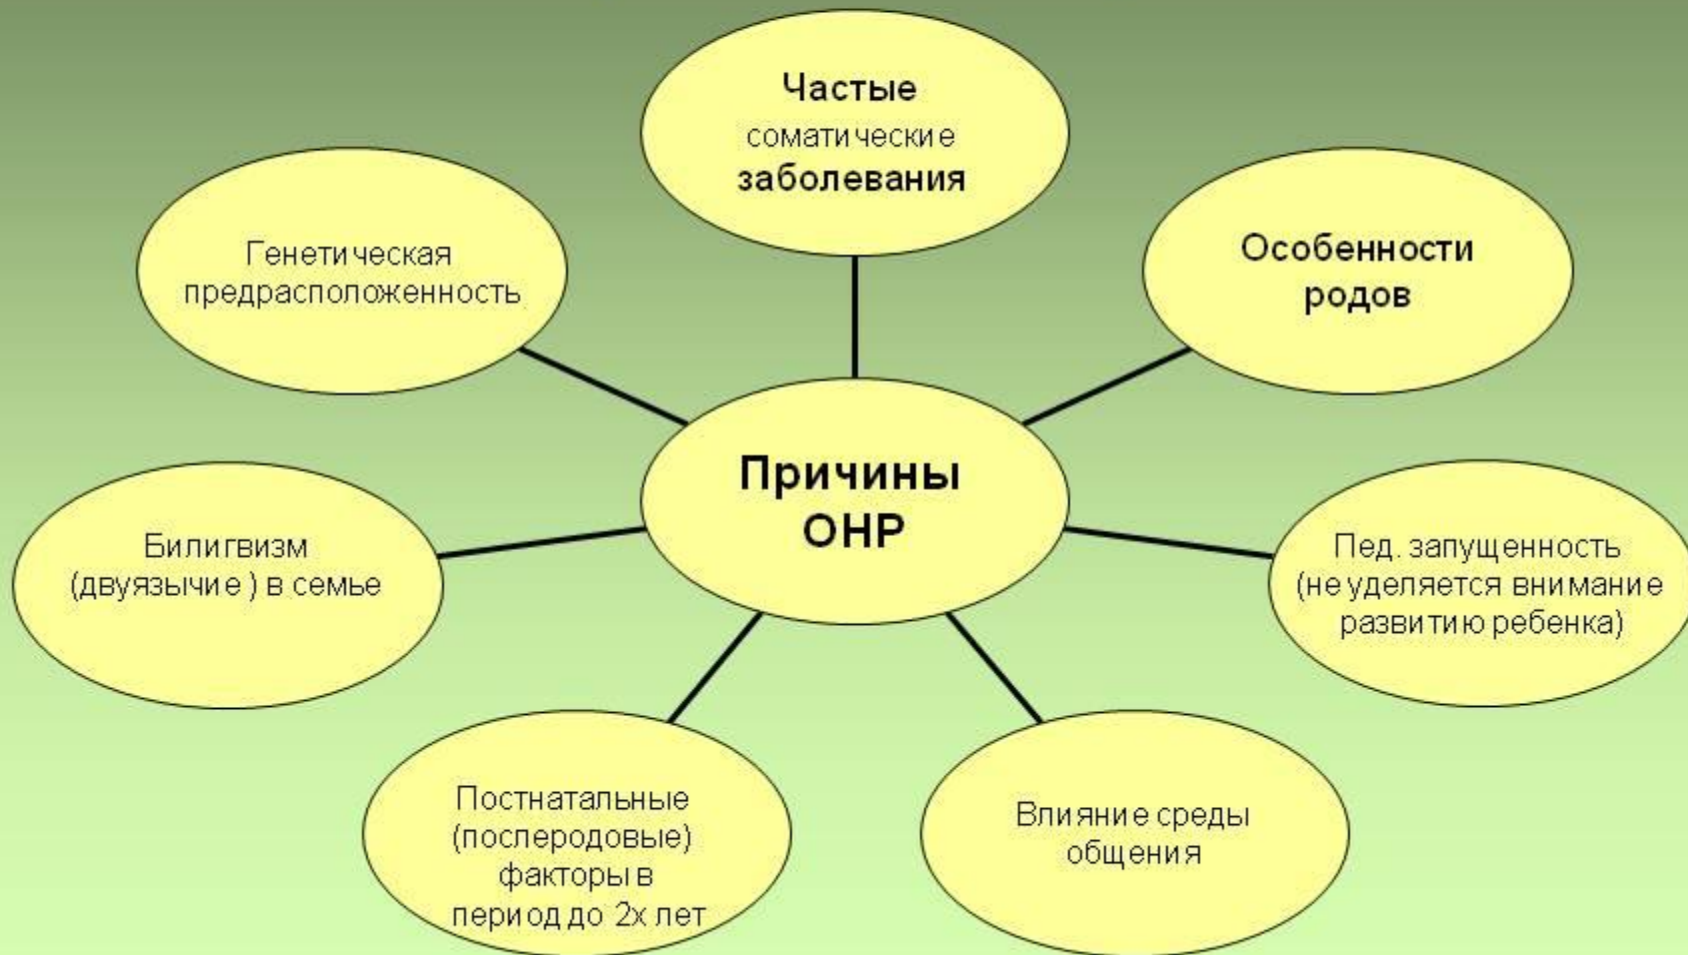 Частые
соматические
заболевания
Генетическая
предрасположенность
Особенности
родов
Причины
ОНР
Билигвизм
(двуязычие ) в семье
Пед. запущенность
(не уделяется внимание
развитию ребенка)
Постнатальные
(послеродовые)
факторы в
период до 2х лет
Влияние среды
общения